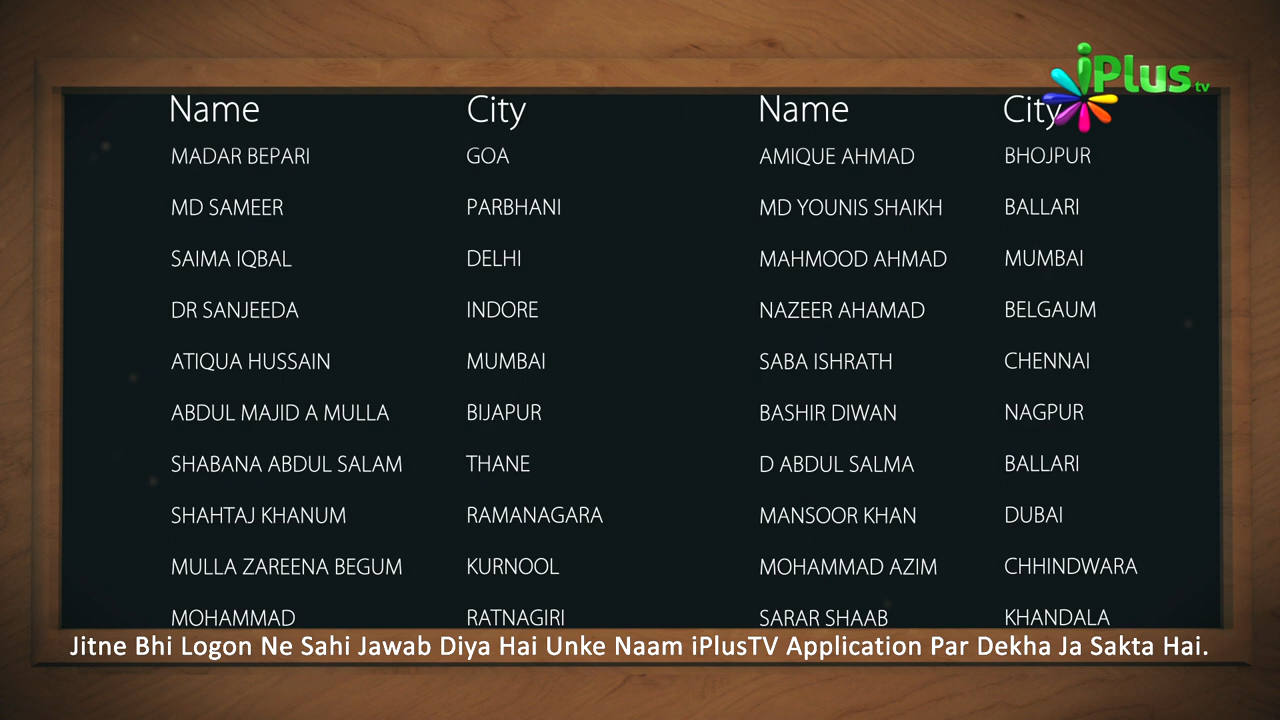 iPlus tv
Name City Name City
MADAR BEPARI GOA AMIQUE AHMAD BHOJPUR
MD SAMEER PARBHANI MD YOUNIS SHAIKH BALLARI
SAIMA IQBAL DELHI MAHMOOD AHMAD MUMBAI
DR SANJEEDA INDORE NAZEER AHAMAD BELGAUM
ATIQUA HUSSAIN MUMBAI SABA ISHRATH CHENNAI
ABDUL MAJID A MULLA BIJAPUR BASHIR DIWAN NAGPUR
SHABANA ABDUL SALAM THANE D ABDUL SALMA BALLARI
SHAHTAJ KHANUM RAMANAGARA MANSOOR KHAN DUBAI
MULLA ZAREENA BEGUM KURNOOL MOHAMMAD AZIM CHHINDWARA
MOHAMMAD RATNAGIRI SARAR SHAAB KHANDALA
Jitne Bhi Logon Ne Sahi Jawab Diya Hai Unke Naam iPlusTV Application Par Dekha Ja Sakta Hai.